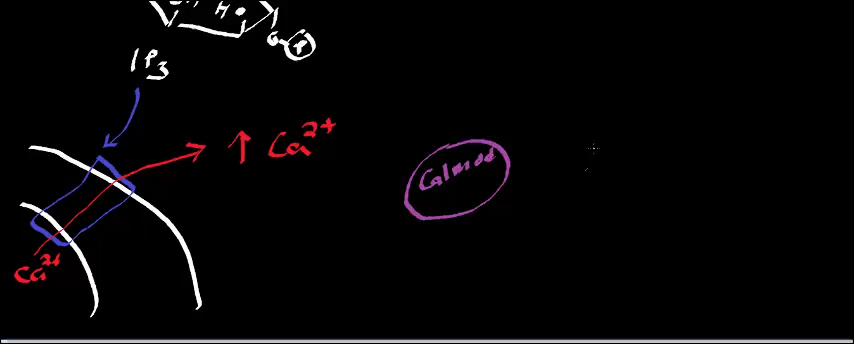 H
O
P
IP3
↑ Ca2+
Calmod
Ca2+